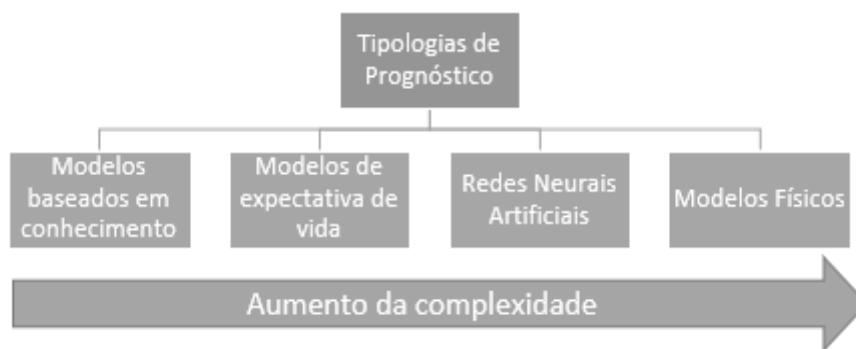 Tipologias de
Prognóstico
Modelos
baseados em
conhecimento
Modelos de
expectativa de
vida
Redes Neurais
Artificiais
Modelos Físicos
Aumento da complexidade